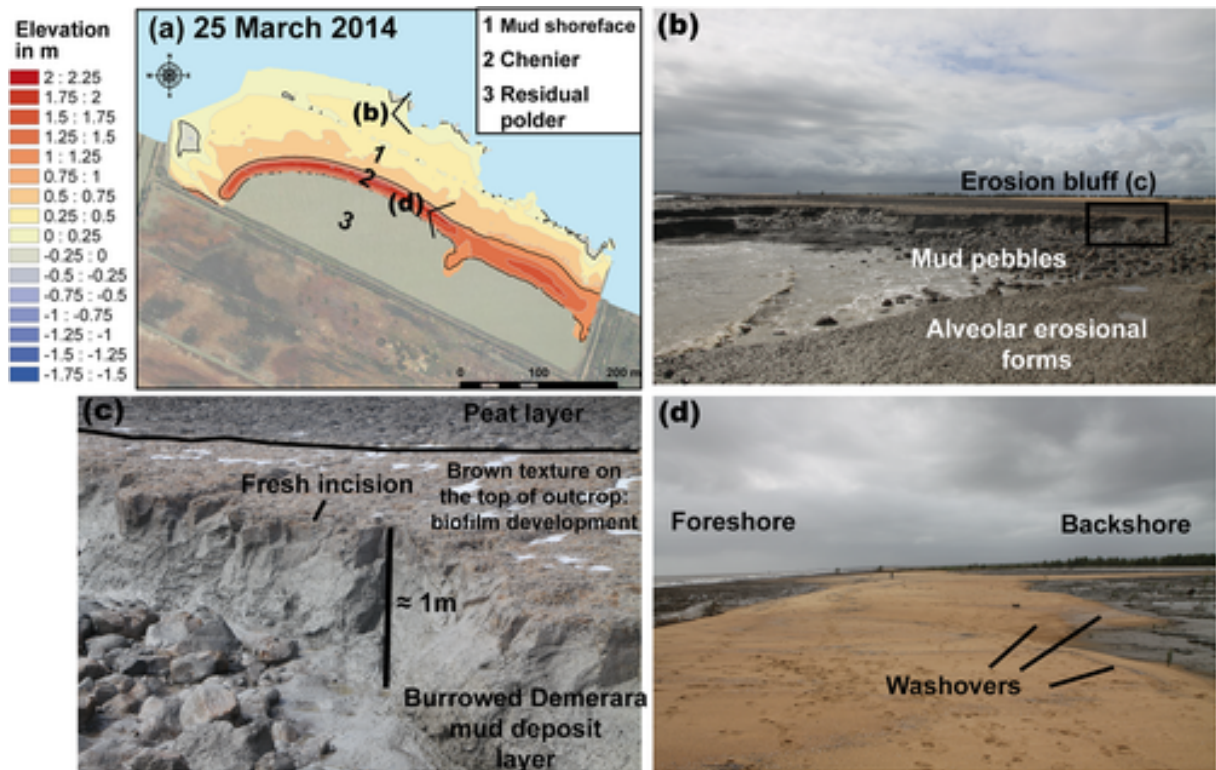 Elevation
in m
2 : 2.25
1.75 : 2
1.5 : 1.75
1.25 : 1.5
1 : 1.25
0.75 : 1
0.5 : 0.75
0.25 : 0.5
0 : 0.25
-0.25 : 0
-0.5 : -0.25
-0.75 : -0.5
-1 : -0.75
-1.25 : -1
-1.5 : -1.25
-1.75 : -1.5
(a) 25 March 2014
1 Mud shoreface
2 Chenier
3 Residual
polder
(b)
1
2
(d)
3
0 100 200 m
(b)
Erosion bluff (c)
Mud pebbles
Alveolar erosional
forms
(c)
Peat layer
Brown texture on
the top of outcrop:
biofilm development
Fresh incision
≈ 1m
Burrowed Demerara
mud deposit
layer
(d)
Foreshore
Backshore
Washovers